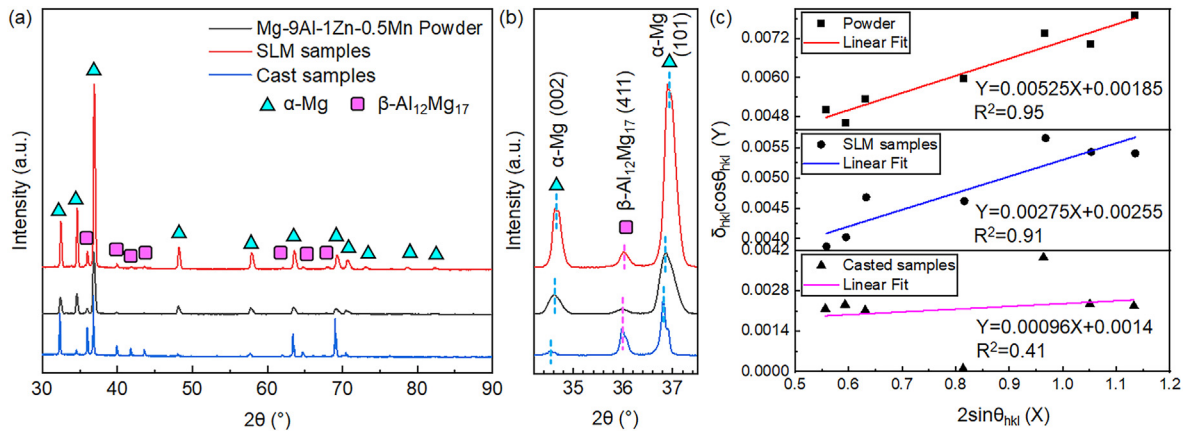 (a)
Mg-9Al-1Zn-0.5Mn Powder
SLM samples
Cast samples
α-Mg
β-Al₁₂Mg₁₇
Intensity (a.u.)
30 40 50 60 70 80 90
2θ (°)
(b)
α-Mg
(101)
α-Mg (002)
β-Al₁₂Mg₁₇ (411)
Intensity (a.u.)
35 36 37
2θ (°)
(c)
Powder
Linear Fit
Y=0.00525X+0.00185
R²=0.95
0.0072
0.0060
0.0048
SLM samples
Linear Fit
Y=0.00275X+0.00255
R²=0.91
0.0055
0.0045
0.0040
Casted samples
Linear Fit
Y=0.00096X+0.0014
R²=0.41
0.0042
0.0028
0.0014
0.0000
δₕₖₗcosθₕₖₗ (Y)
0.5 0.6 0.7 0.8 0.9 1.0 1.1 1.2
2sinθₕₖₗ (X)